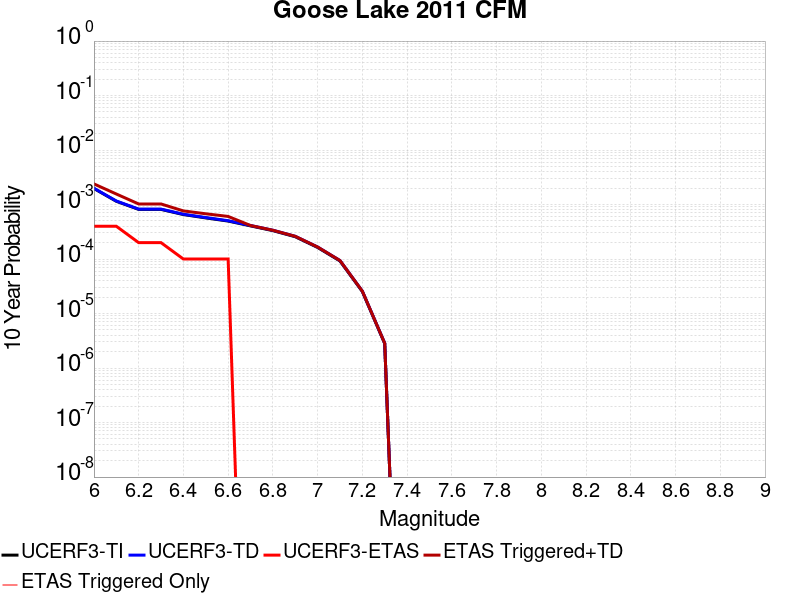 Goose Lake 2011 CFM
10 Year Probability
10^0
10^-1
10^-2
10^-3
10^-4
10^-5
10^-6
10^-7
10^-8
6 6.2 6.4 6.6 6.8 7 7.2 7.4 7.6 7.8 8 8.2 8.4 8.6 8.8 9
Magnitude
UCERF3-TI UCERF3-TD UCERF3-ETAS ETAS Triggered+TD
ETAS Triggered Only